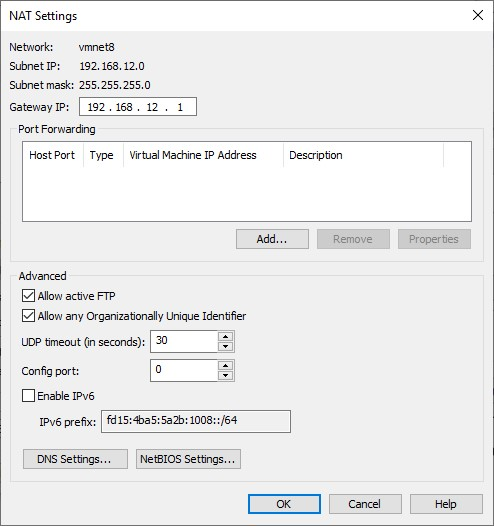 NAT Settings
Network: vmnet8
Subnet IP: 192.168.12.0
Subnet mask: 255.255.255.0
Gateway IP: 192 . 168 . 12 . 1
Port Forwarding
Host Port Type Virtual Machine IP Address Description
Add... Remove Properties
Advanced
Allow active FTP
Allow any Organizationally Unique Identifier
UDP timeout (in seconds): 30
Config port: 0
Enable IPv6
IPv6 prefix: fd15:4ba5:5a2b:1008::/64
DNS Settings... NetBIOS Settings...
OK Cancel Help